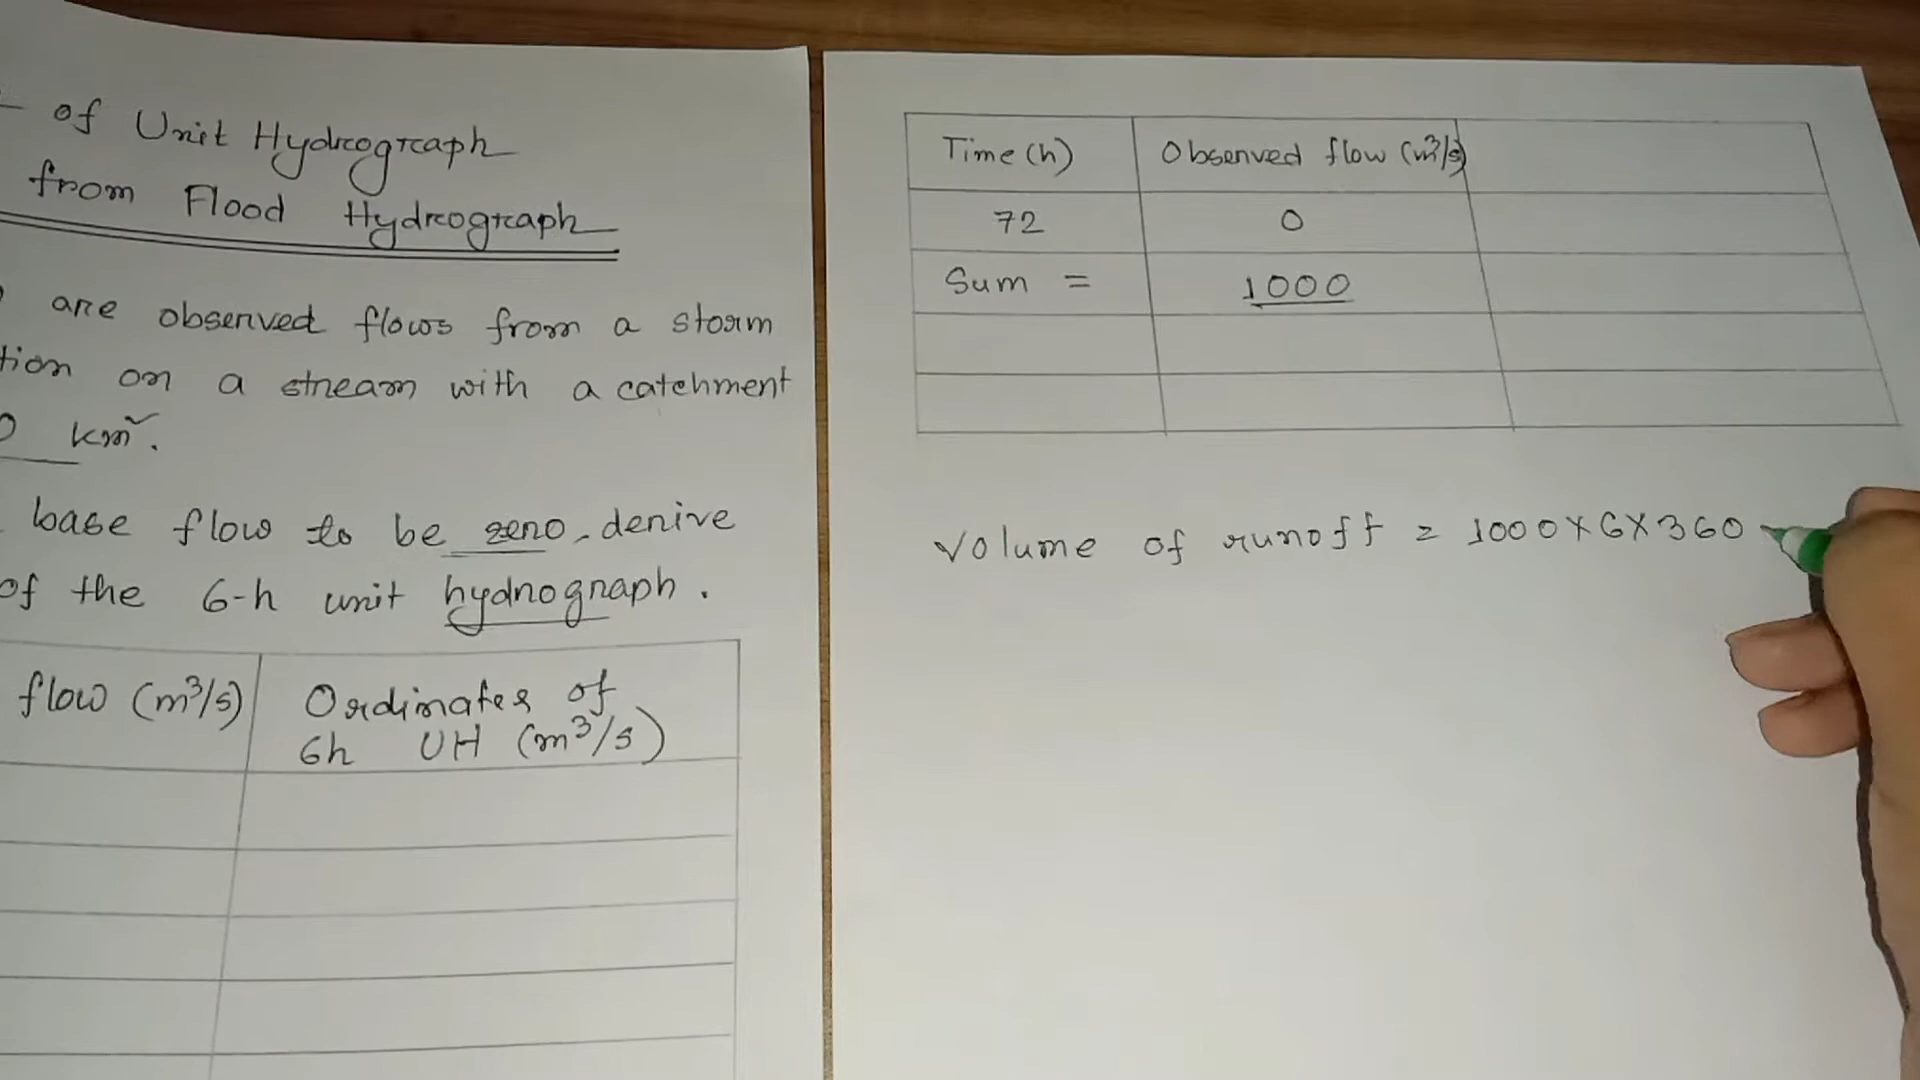 of Unit Hydrograph
from Flood Hydrograph
are observed flows from a storm
tion on a stream with a catchment
km².
base flow to be zero, derive
of the 6-h unit hydrograph.
flow (m³/s)
Ordinates of
6h UH (m³/s)
Time (h)
Observed flow (m³/s)
72
0
Sum =
1000
Volume of runoff = 1000 X 6 X 360